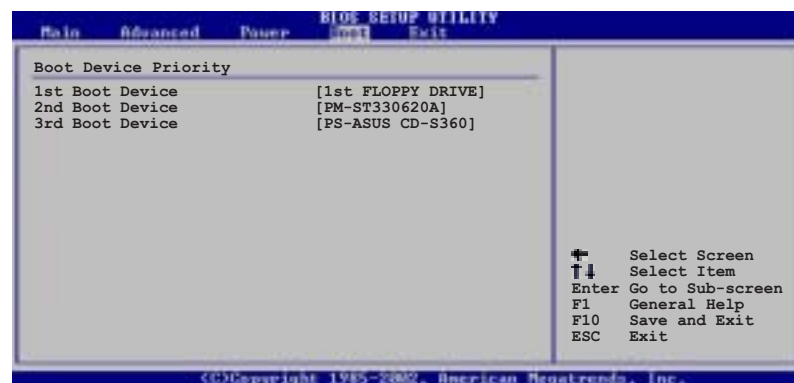 BIOS SETUP UTILITY
Main Advanced Power Boot Exit
Boot Device Priority
1st Boot Device [1st FLOPPY DRIVE]
2nd Boot Device [PM-ST330620A]
3rd Boot Device [PS-ASUS CD-S360]
Select Screen
↑↓ Select Item
Enter Go to Sub-screen
F1 General Help
F10 Save and Exit
ESC Exit
(C)Copyright 1985-2002, American Megatrends, Inc.